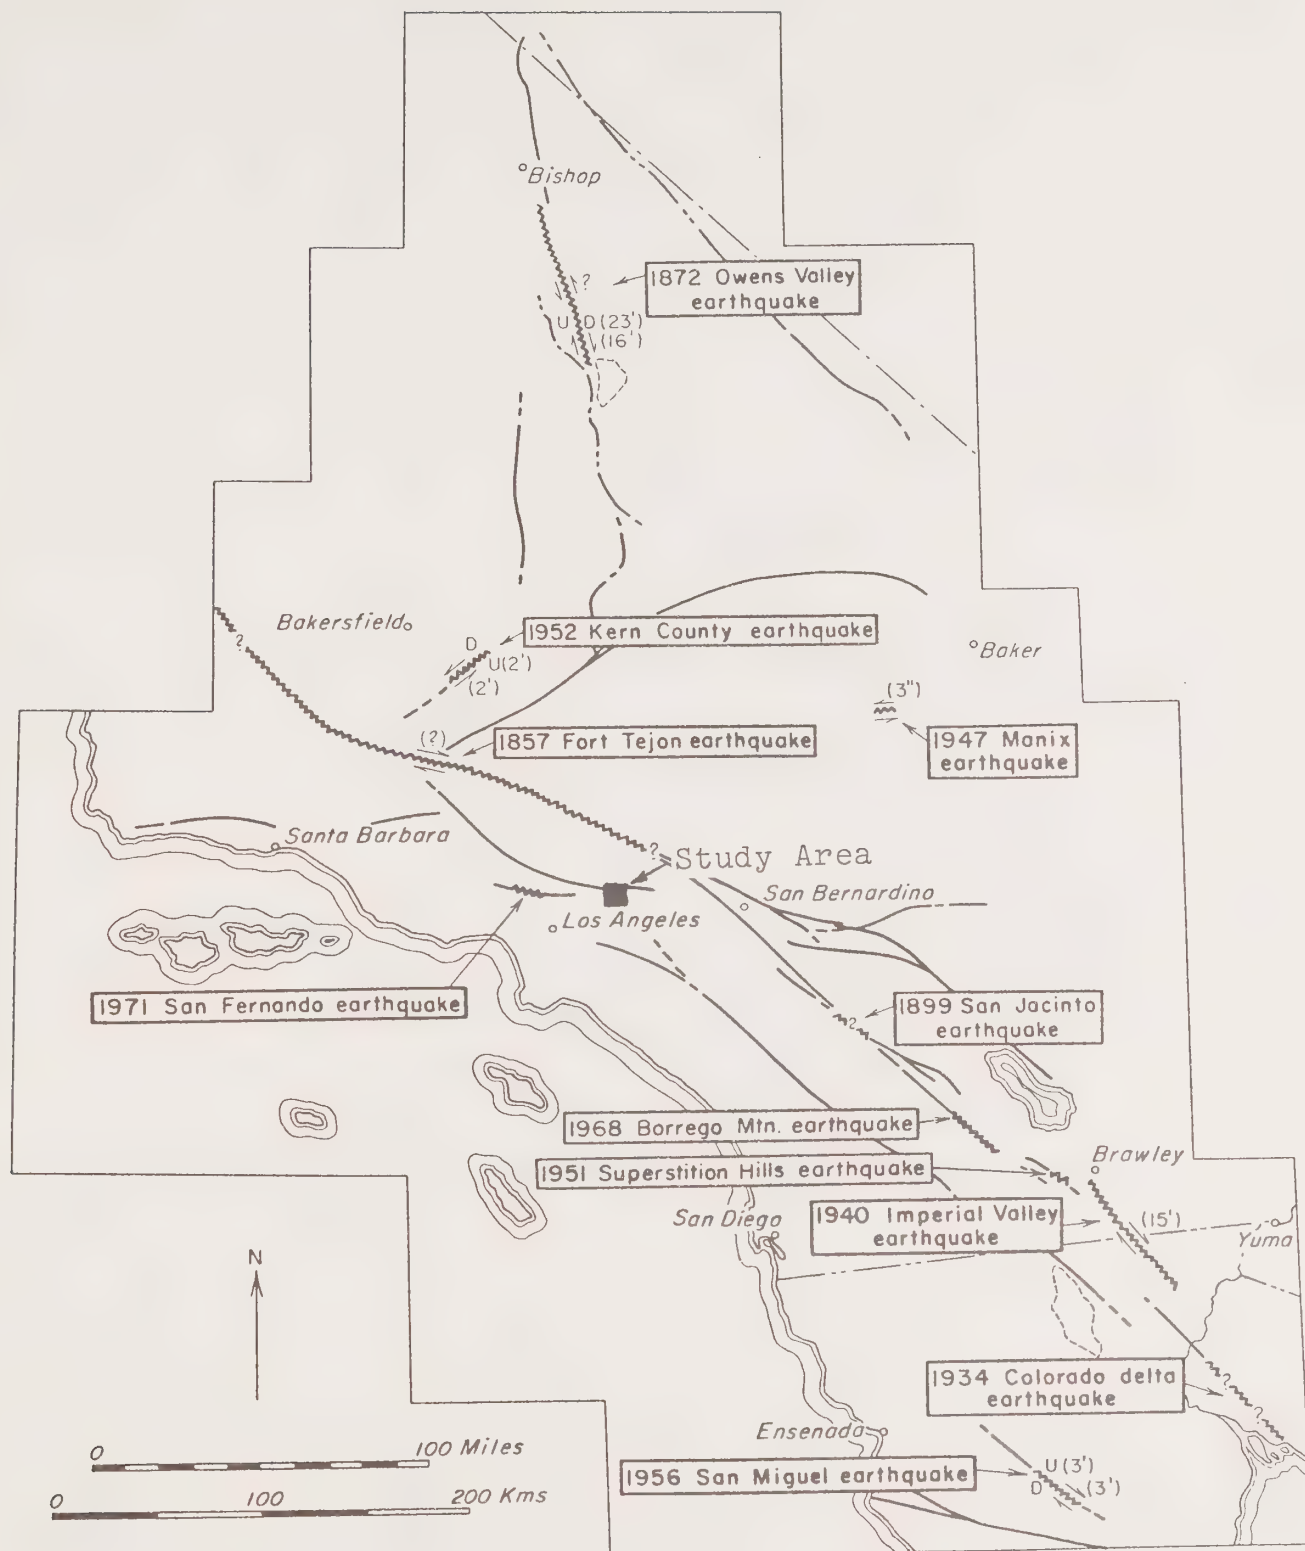 Bishop
1872 Owens Valley
earthquake
?
U D (23')
(16')
Bakersfield
1952 Kern County earthquake
D
U(2')
(2')
?
Baker
(3")
1947 Manix
earthquake
(?)
1857 Fort Tejon earthquake
Santa Barbara
?
Study Area
San Bernardino
Los Angeles
1971 San Fernando earthquake
1899 San Jacinto
earthquake
?
1968 Borrego Mtn. earthquake
1951 Superstition Hills earthquake
Brawley
San Diego
1940 Imperial Valley
earthquake
(15')
Yuma
N
1934 Colorado delta
earthquake
?
?
Ensenada
1956 San Miguel earthquake
U (3')
D
(3')
0 100 Miles
0 100 200 Kms